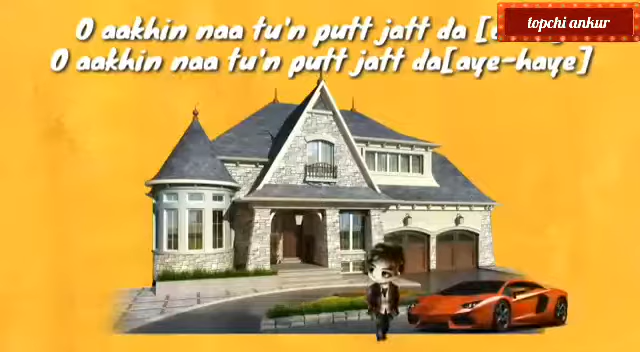 O aakhin naa tu'n putt jatt da [
O aakhin naa tu'n putt jatt da[aye-haye]
topchi ankur